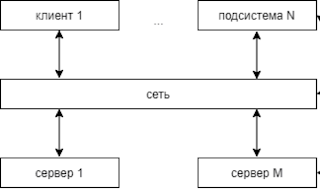 клиент 1
...
подсистема N
сеть
сервер 1
сервер M